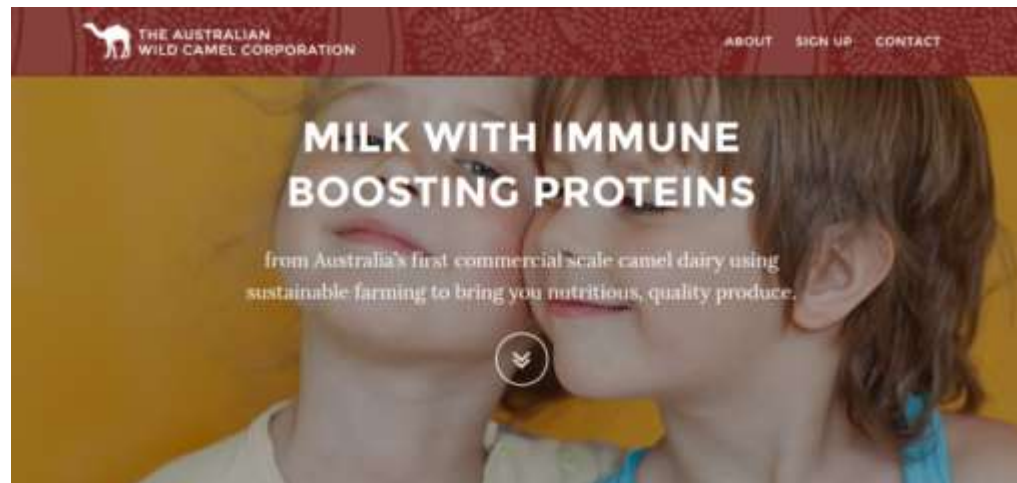 THE AUSTRALIAN
WILD CAMEL CORPORATION
ABOUT SIGN UP CONTACT
MILK WITH IMMUNE
BOOSTING PROTEINS
from Australia's first commercial scale camel dairy using
sustainable farming to bring you nutritious, quality produce.